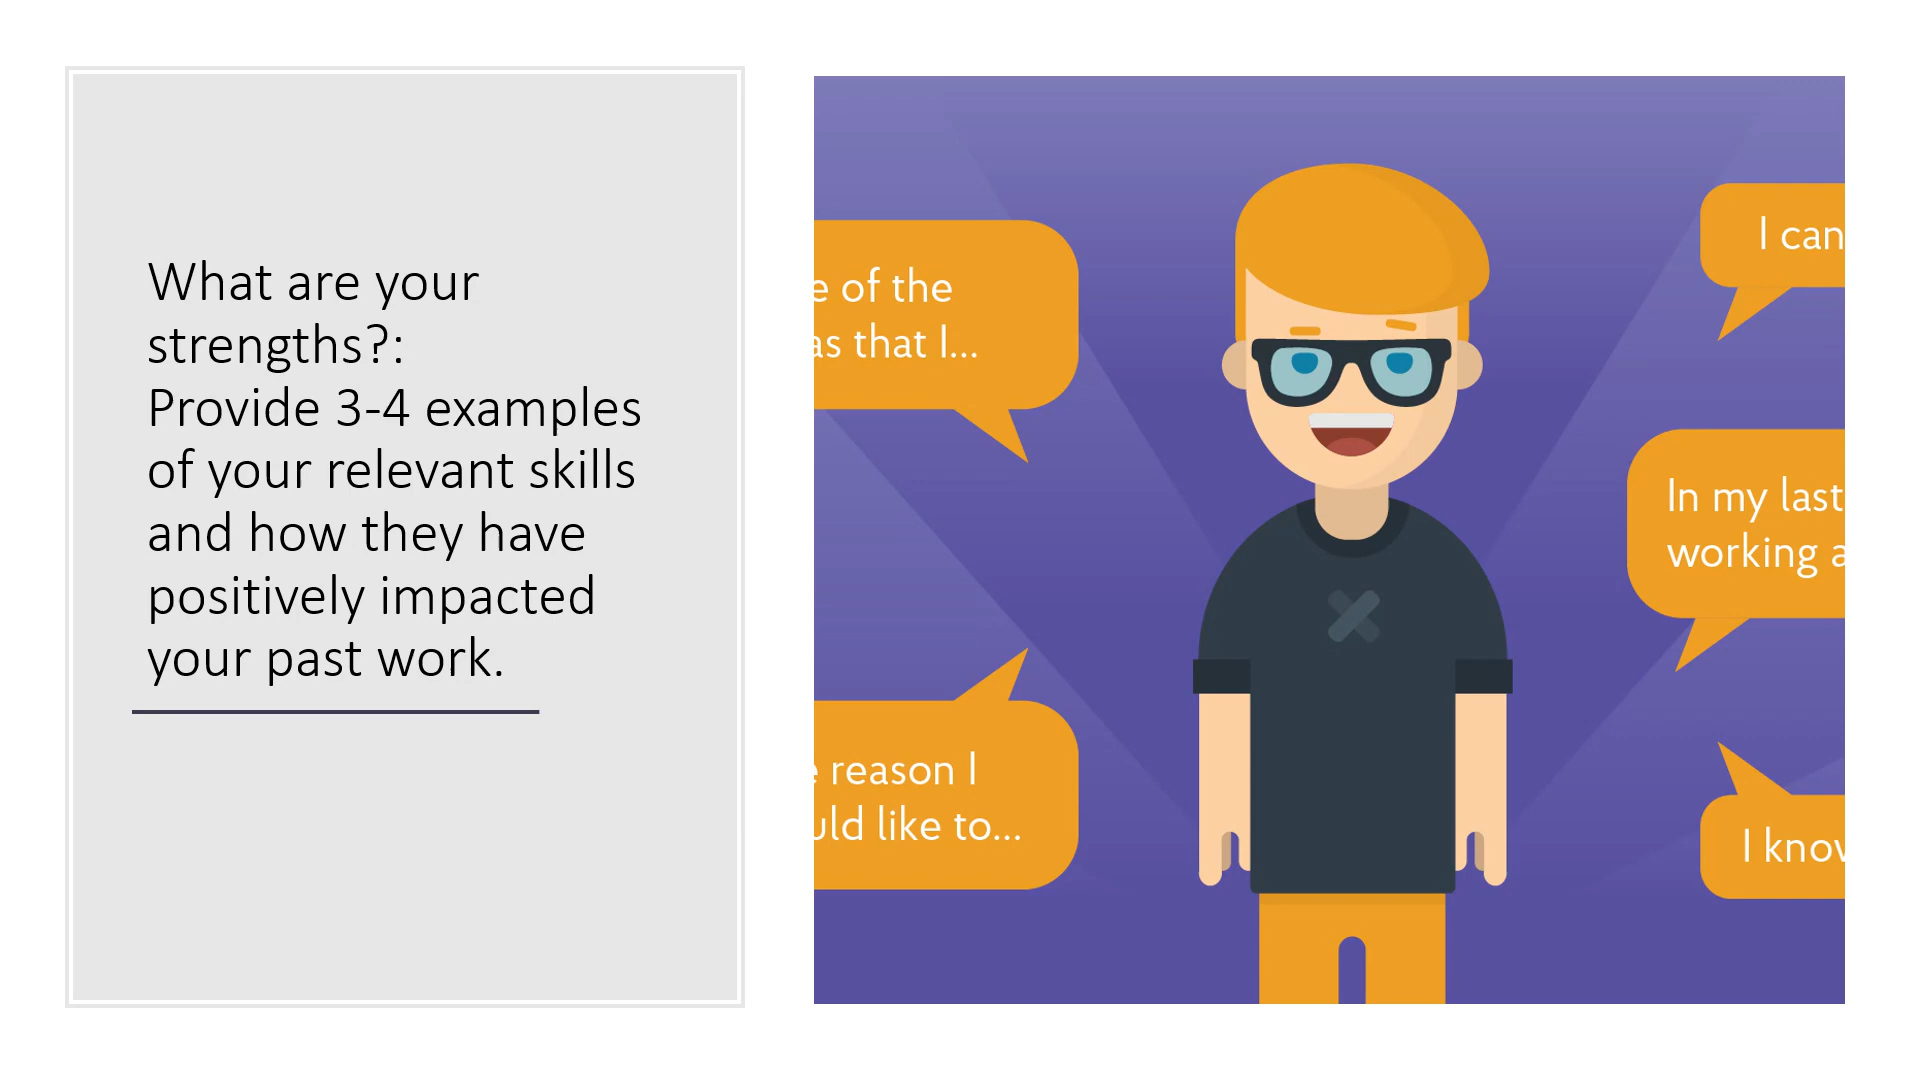 What are your
strengths?:
Provide 3-4 examples
of your relevant skills
and how they have
positively impacted
your past work.
of the
that I...
reason I
like to...
I can
In my last
working
I